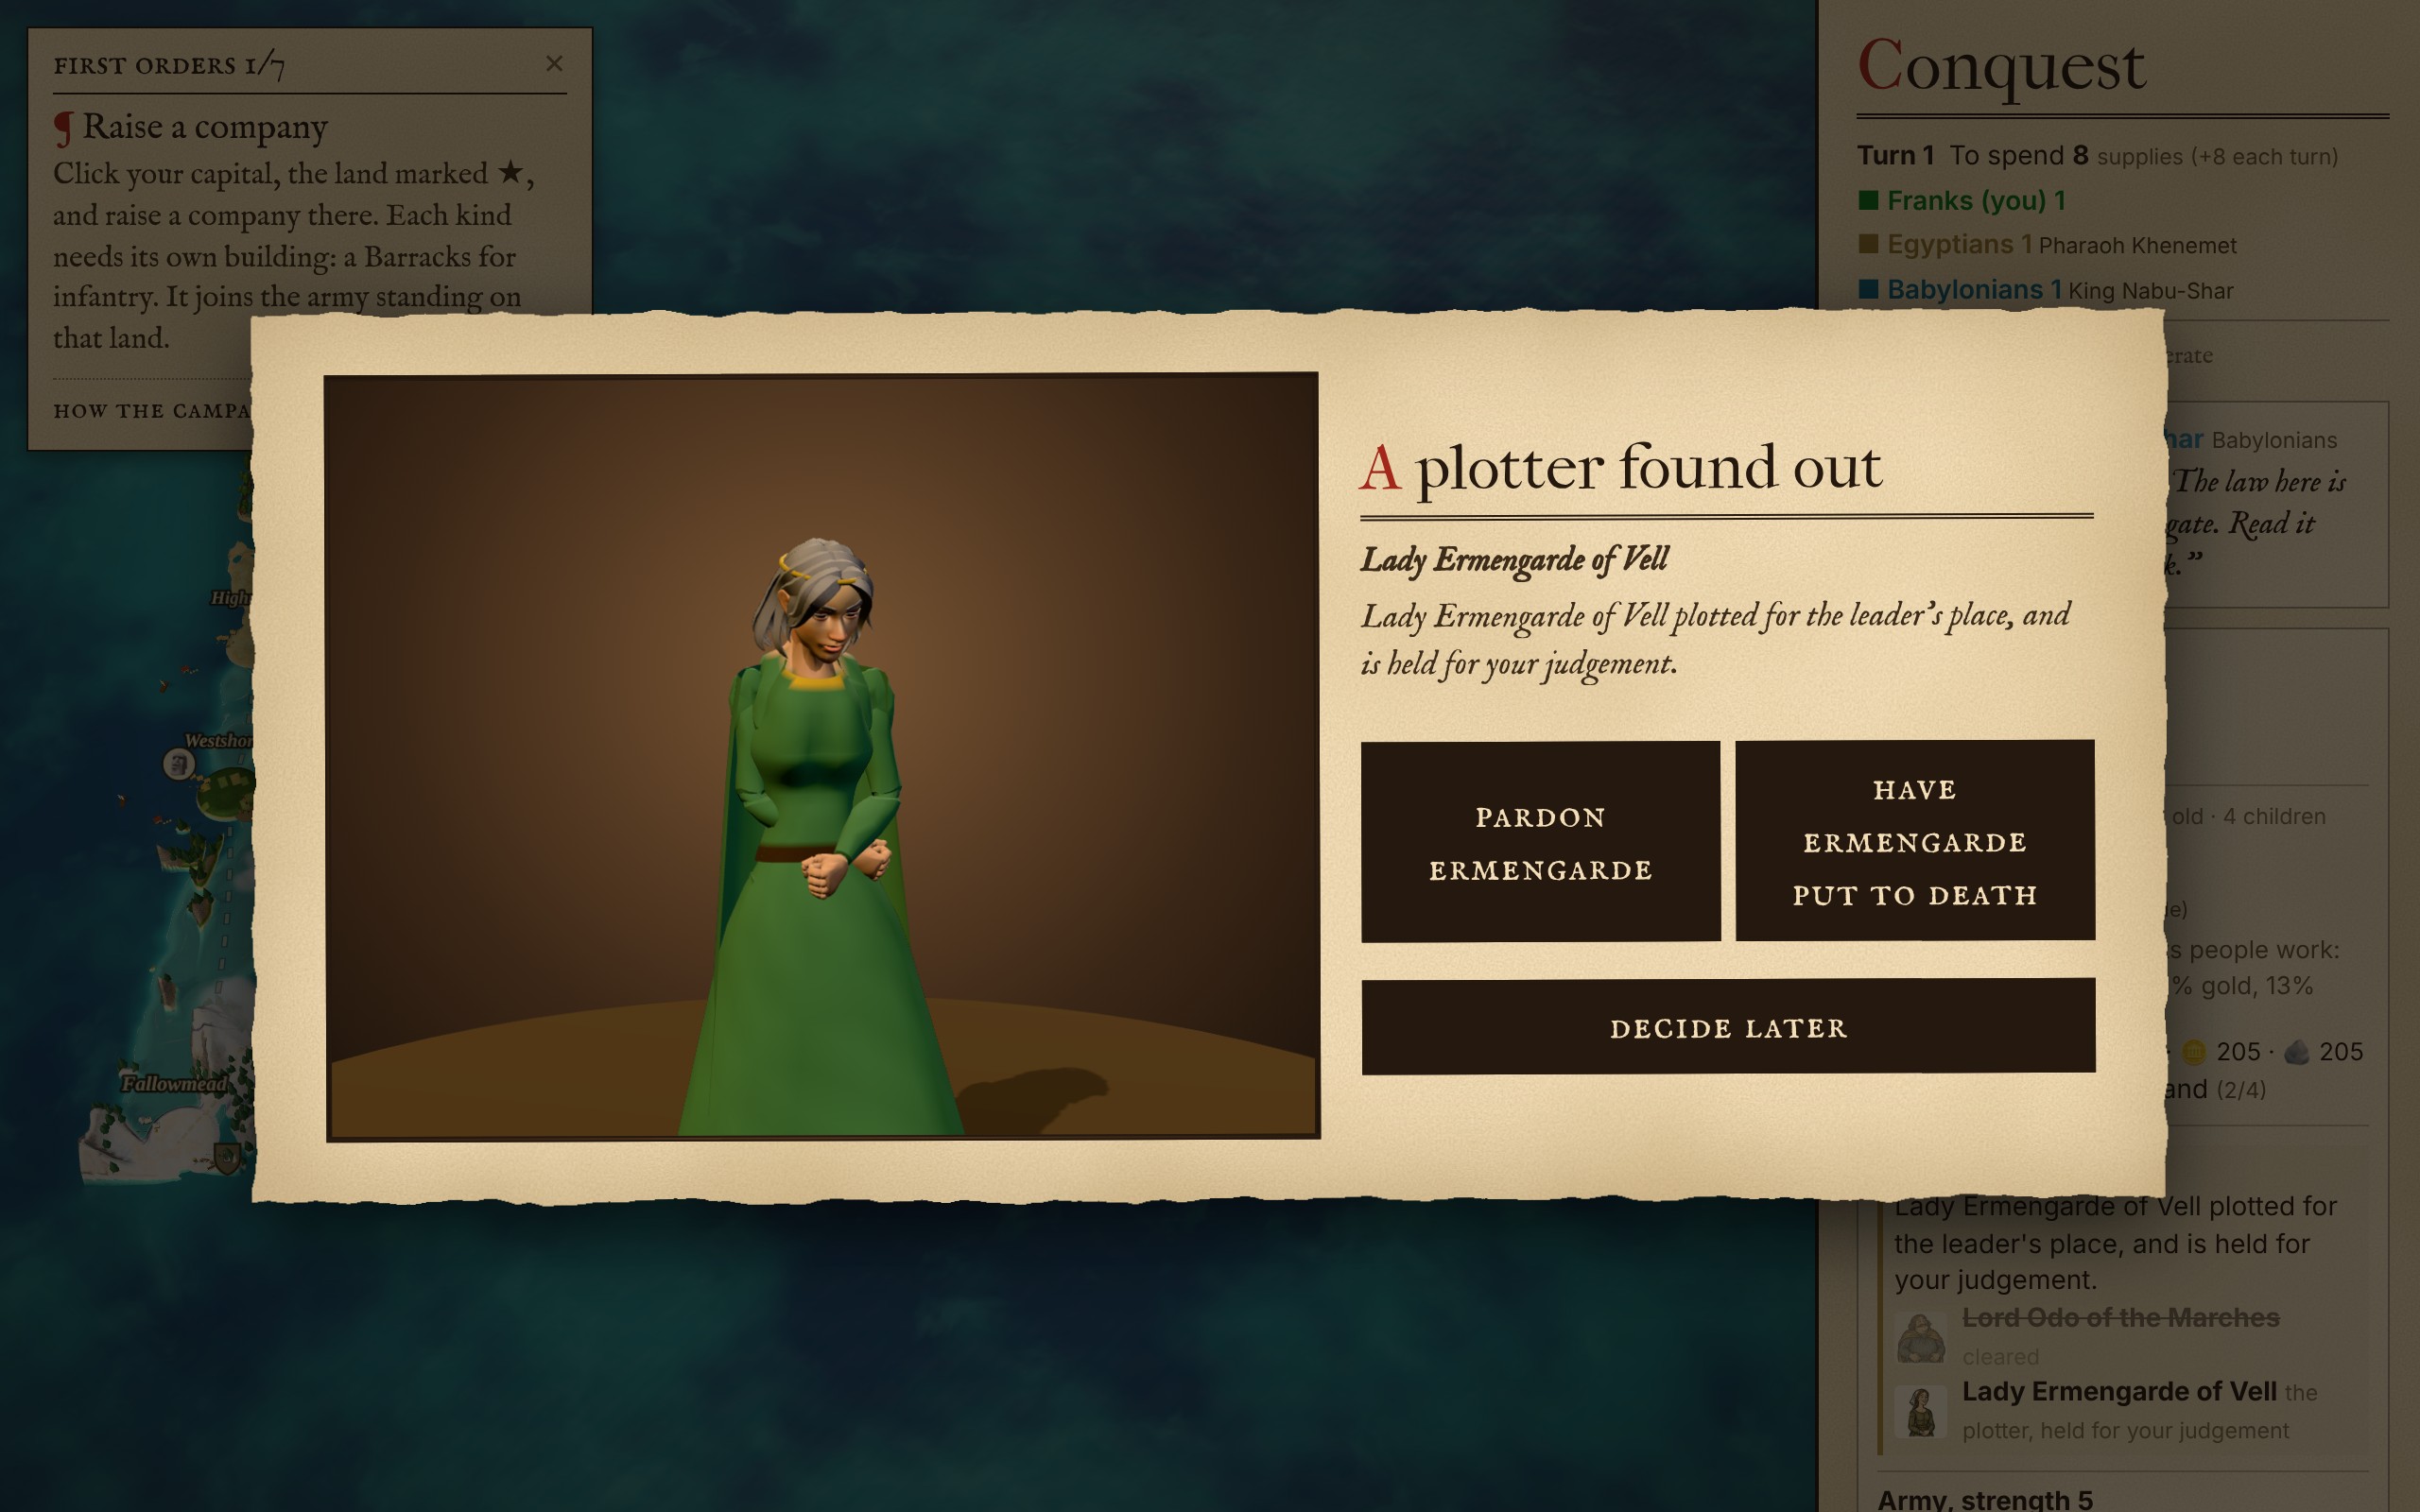 FIRST ORDERS 1/7
×
¶ Raise a company
Click your capital, the land marked ★,
and raise a company there. Each kind
needs its own building: a Barracks for
infantry. It joins the army standing on
that land.
HOW THE
High
Westshor
Fallowmead
A plotter found out
Lady Ermengarde of Vell
Lady Ermengarde of Vell plotted for the leader’s place, and
is held for your judgement.
PARDON
ERMENGARDE
HAVE
ERMENGARDE
PUT TO DEATH
DECIDE LATER
Conquest
Turn 1 To spend 8 supplies (+8 each turn)
Franks (you) 1
Egyptians 1 Pharaoh Khenemet
Babylonians 1 King Nabu-Shar
Babylonians
The law here is
gate. Read it
old · 4 children
s people work:
% gold, 13%
205 · 205
(2/4)
Lady Ermengarde of Vell plotted for
the leader's place, and is held for
your judgement.
Lord Odo of the Marches
cleared
Lady Ermengarde of Vell the
plotter, held for your judgement
Army, strength 5